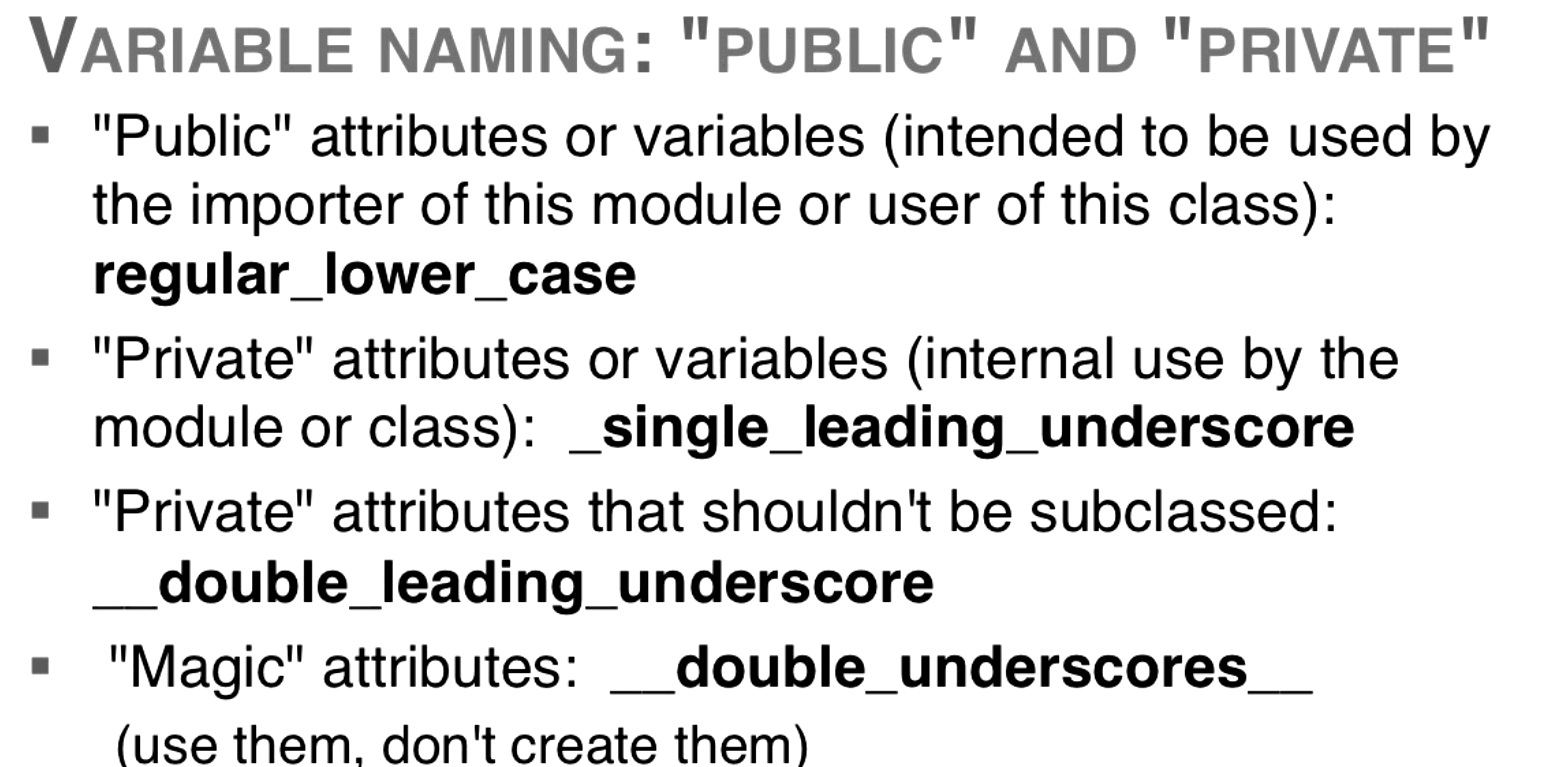 VARIABLE NAMING: "PUBLIC" AND "PRIVATE"
▪ "Public" attributes or variables (intended to be used by
the importer of this module or user of this class):
regular_lower_case
▪ "Private" attributes or variables (internal use by the
module or class): _single_leading_underscore
▪ "Private" attributes that shouldn't be subclassed:
__double_leading_underscore
▪ "Magic" attributes: __double_underscores__
(use them, don't create them)